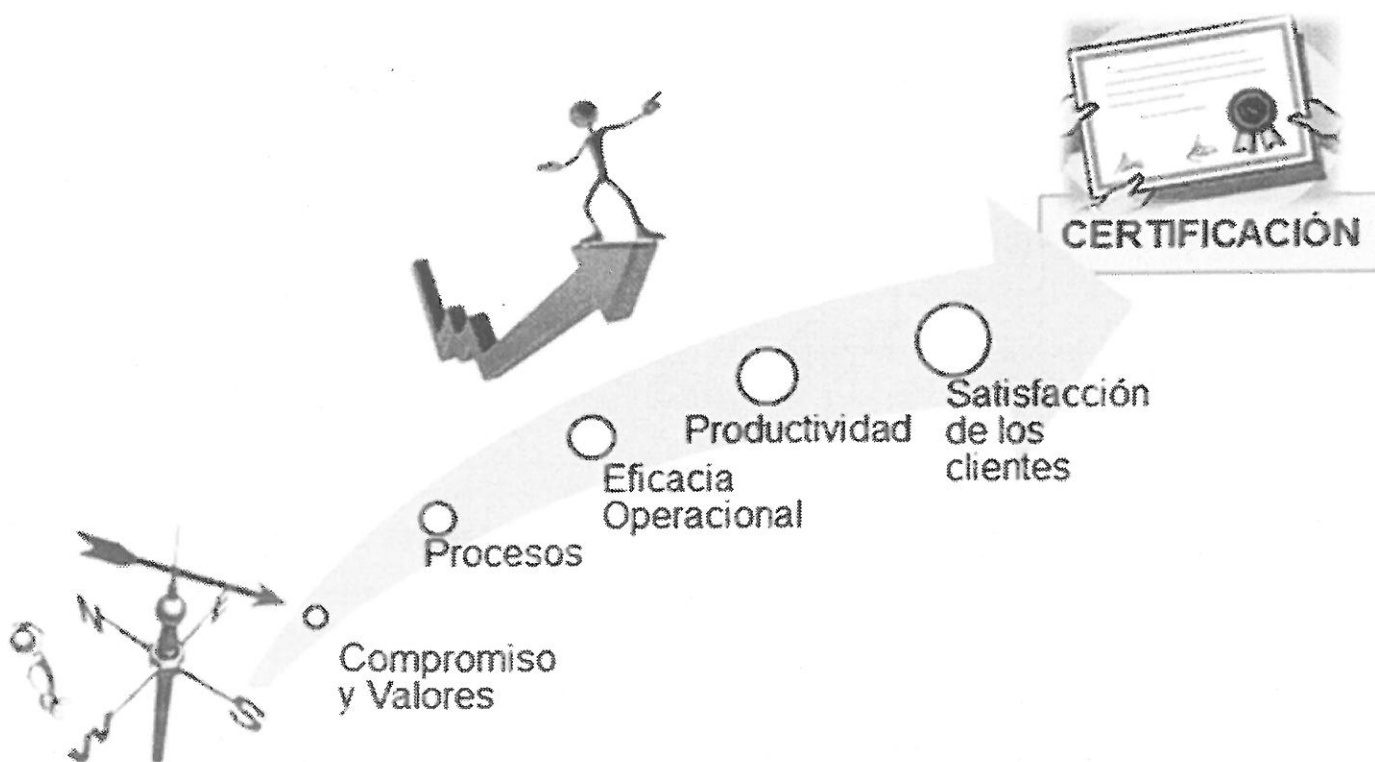 CERTIFICACIÓN
Satisfacción
de los
clientes
Productividad
Eficacia
Operacional
Procesos
Compromiso
y Valores
N
S